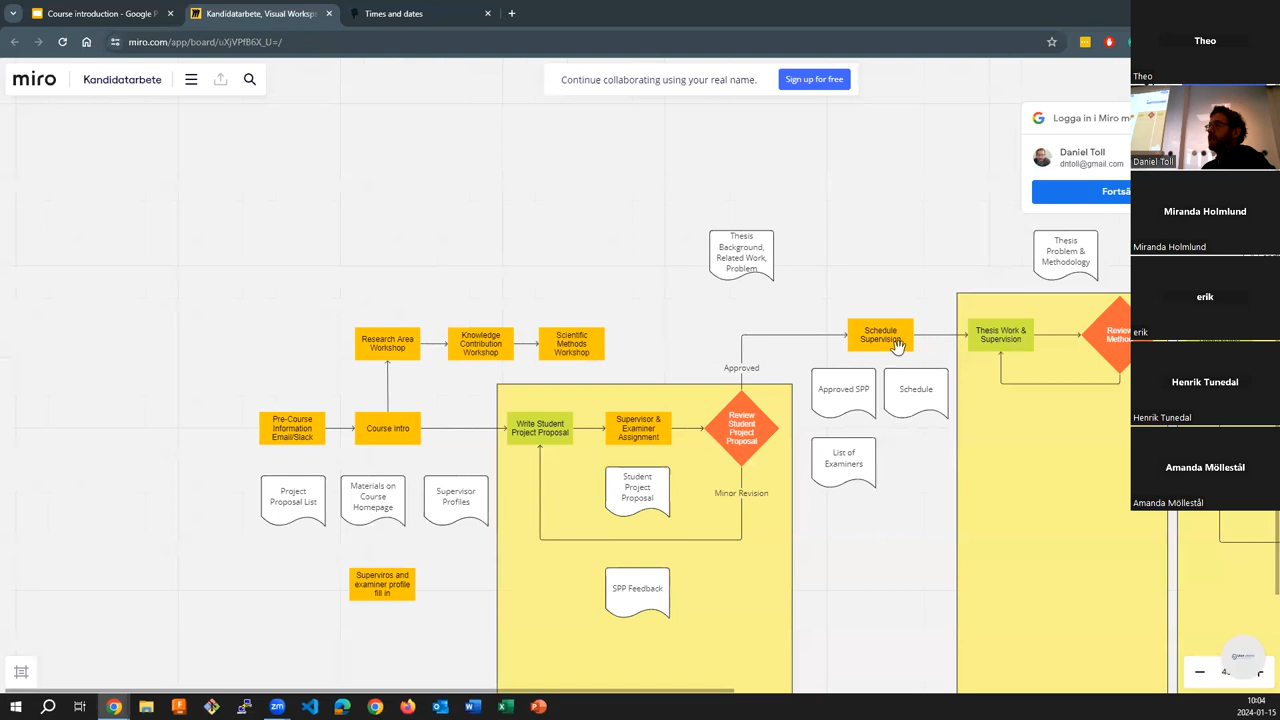 Course introduction - Google P
Kandidatarbete, Visual Worksp
Times and dates
miro.com/app/board/uXjVPfB6X_U=/
miro
Kandidatarbete
Continue collaborating using your real name.
Sign up for free
Logga in i Miro m
Daniel Toll
dntoll@gmail.com
Fortsä
Theo
Theo
Daniel Toll
Miranda Holmlund
Miranda Holmlund
erik
erik
Henrik Tunedal
Henrik Tunedal
Amanda Möllestål
Amanda Möllestål
Thesis
Background,
Related Work,
Problem
Thesis
Problem &
Methodology
Research Area
Workshop
Knowledge
Contribution
Workshop
Scientific
Methods
Workshop
Schedule
Supervision
Thesis Work &
Supervision
Review
Metho
Approved
Approved SPP
Schedule
List of
Examiners
Pre-Course
Information
Email/Slack
Course Intro
Write Student
Project Proposal
Supervisor &
Examiner
Assignment
Review
Student
Project
Proposal
Minor Revision
Project
Proposal List
Materials on
Course
Homepage
Supervisor
Profiles
Student
Project
Proposal
Superviros and
examiner profile
fill in
SPP Feedback
10:04
2024-01-15